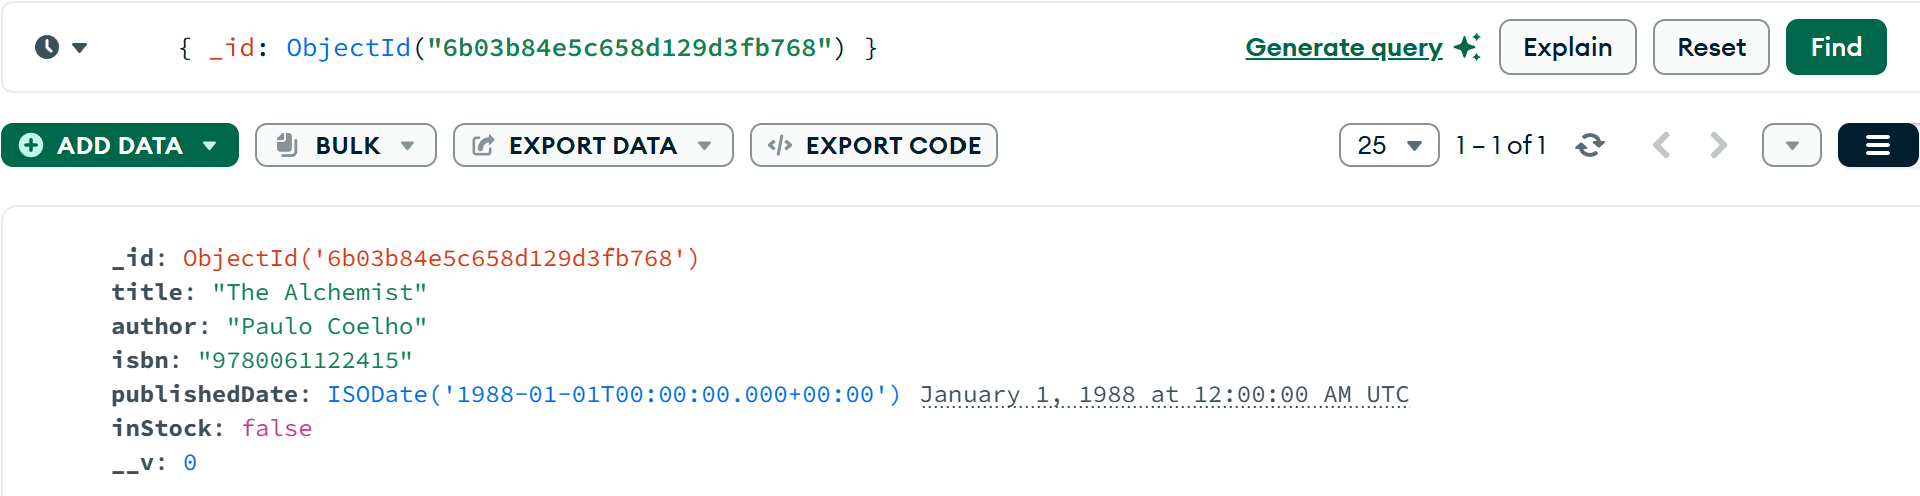 { _id: ObjectId("6b03b84e5c658d129d3fb768") } Generate query Explain Reset Find
ADD DATA BULK EXPORT DATA EXPORT CODE 25 1 – 1 of 1
_id: ObjectId('6b03b84e5c658d129d3fb768')
title: "The Alchemist"
author: "Paulo Coelho"
isbn: "9780061122415"
publishedDate: ISODate('1988-01-01T00:00:00.000+00:00') January 1, 1988 at 12:00:00 AM UTC
inStock: false
__v: 0